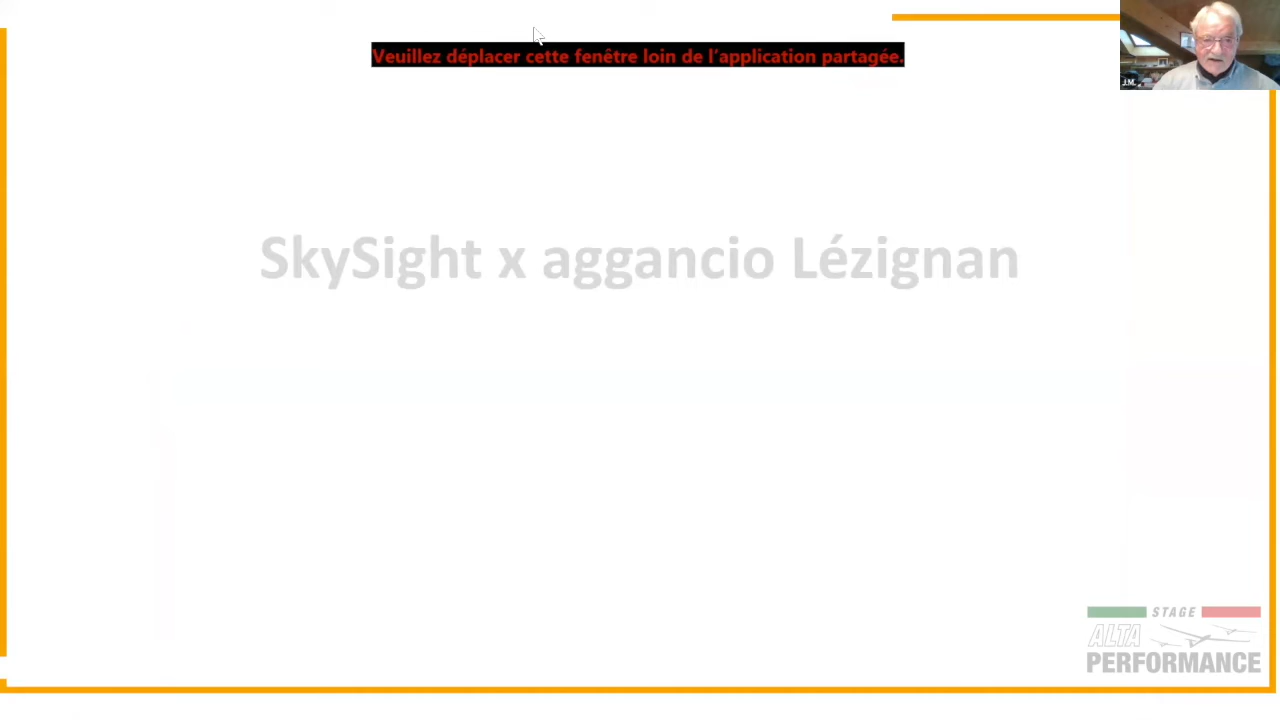 Veuillez déplacer cette fenêtre loin de l'application partagée.
J.M.
SkySight x aggancio Lézignan
STAGE
ALTA
PERFORMANCE